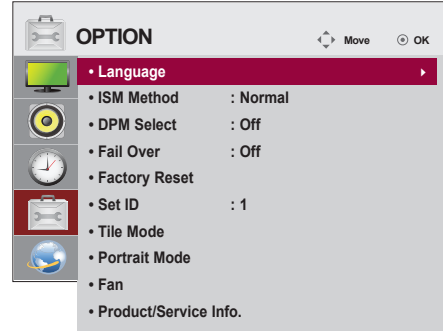 OPTION Move OK
• Language
• ISM Method : Normal
• DPM Select : Off
• Fail Over : Off
• Factory Reset
• Set ID : 1
• Tile Mode
• Portrait Mode
• Fan
• Product/Service Info.